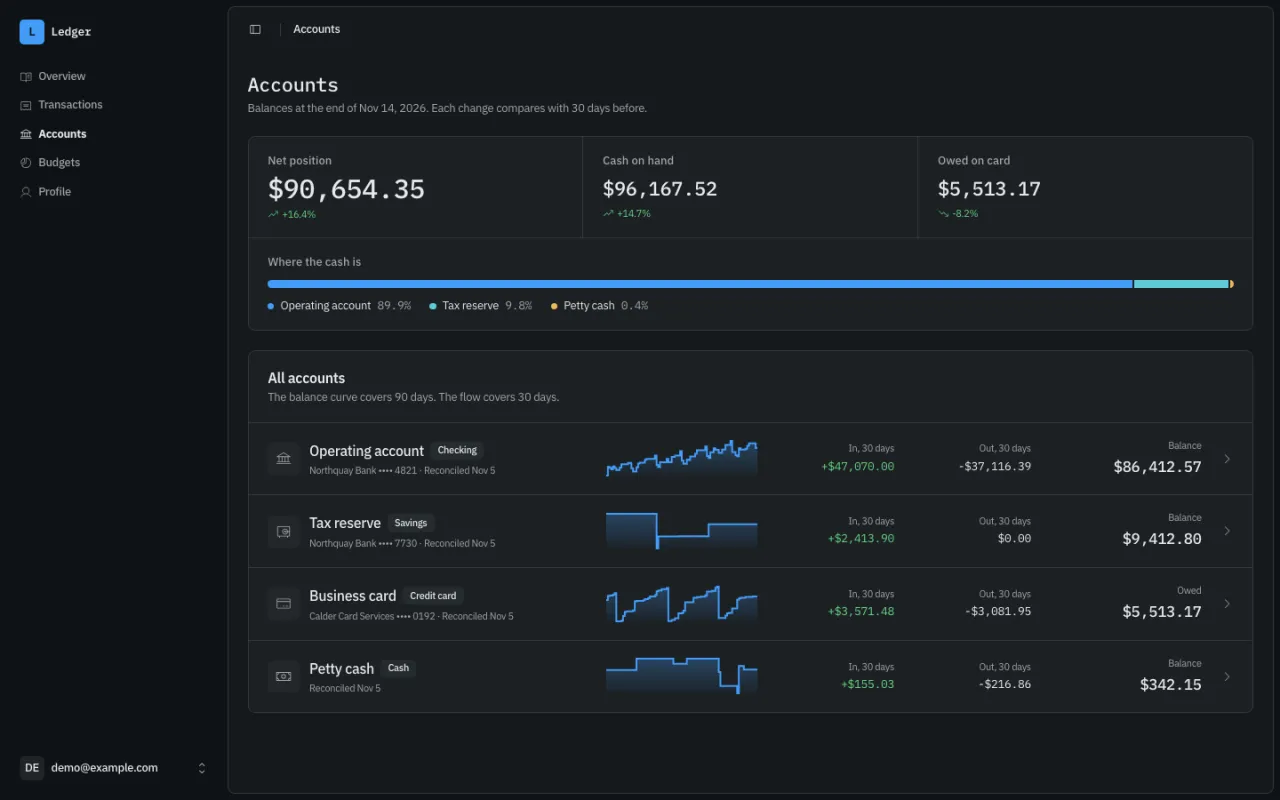 L Ledger
Overview
Transactions
Accounts
Budgets
Profile
DE demo@example.com
Accounts
Accounts
Balances at the end of Nov 14, 2026. Each change compares with 30 days before.
Net position
$90,654.35
+16.4%
Cash on hand
$96,167.52
+14.7%
Owed on card
$5,513.17
-8.2%
Where the cash is
Operating account 89.9% Tax reserve 9.8% Petty cash 0.4%
All accounts
The balance curve covers 90 days. The flow covers 30 days.
Operating account Checking
Northquay Bank •••• 4821 · Reconciled Nov 5
In, 30 days
+$47,070.00
Out, 30 days
-$37,116.39
Balance
$86,412.57
Tax reserve Savings
Northquay Bank •••• 7730 · Reconciled Nov 5
In, 30 days
+$2,413.90
Out, 30 days
$0.00
Balance
$9,412.80
Business card Credit card
Calder Card Services •••• 0192 · Reconciled Nov 5
In, 30 days
+$3,571.48
Out, 30 days
-$3,081.95
Owed
$5,513.17
Petty cash Cash
Reconciled Nov 5
In, 30 days
+$155.03
Out, 30 days
-$216.86
Balance
$342.15